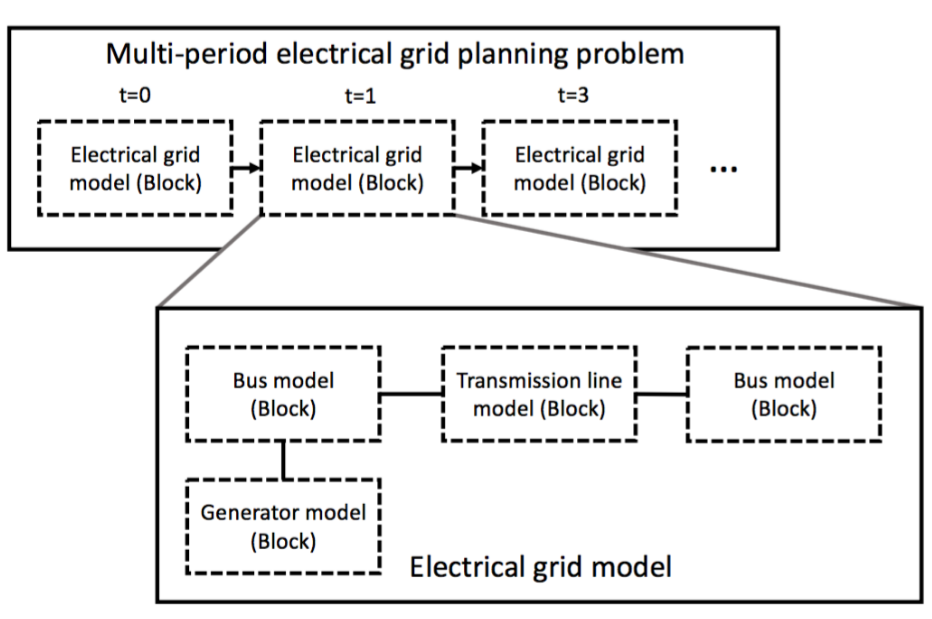 Multi-period electrical grid planning problem
t=0
t=1
t=3
Electrical grid
model (Block)
Electrical grid
model (Block)
Electrical grid
model (Block)
...
Bus model
(Block)
Transmission line
model (Block)
Bus model
(Block)
Generator model
(Block)
Electrical grid model